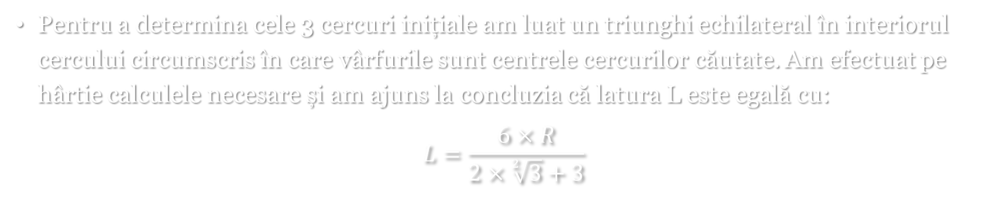 • Pentru a determina cele 3 cercuri inițiale am luat un triunghi echilateral în interiorul
cercului circumscris în care vârfurile sunt centrele cercurilor căutate. Am efectuat pe
hârtie calculele necesare și am ajuns la concluzia că latura L este egală cu:
L = \frac{6 × R}{2 × \sqrt[2]{3} + 3}